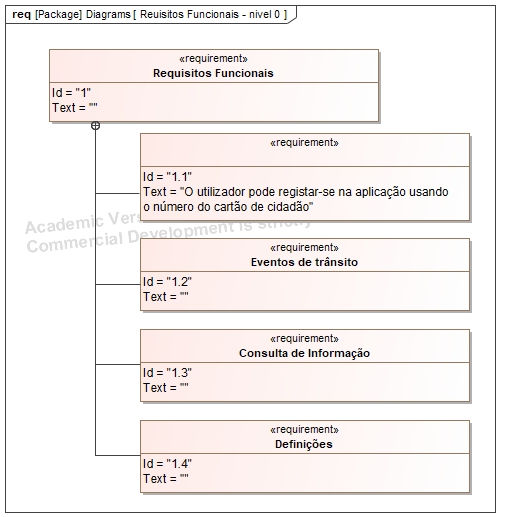 req [Package] Diagrams [ Reuisitos Funcionais - nivel 0 ]
«requirement»
Requisitos Funcionais
Id = "1"
Text = ""
«requirement»
Id = "1.1"
Text = "O utilizador pode registar-se na aplicação usando
o número do cartão de cidadão"
Academic Vers
Commercial Development is strictly
«requirement»
Eventos de trânsito
Id = "1.2"
Text = ""
«requirement»
Consulta de Informação
Id = "1.3"
Text = ""
«requirement»
Definições
Id = "1.4"
Text = ""